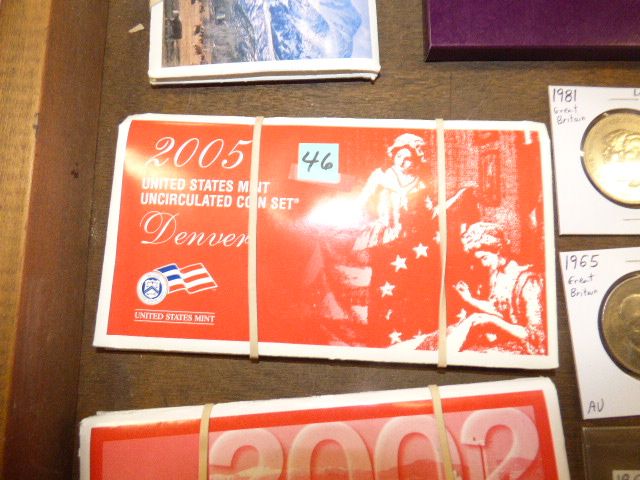 2005
46
UNITED STATES MINT
UNCIRCULATED COIN SET®
Denver
UNITED STATES MINT
1981
Great
Britain
1965
Great
Britain
AU
2002